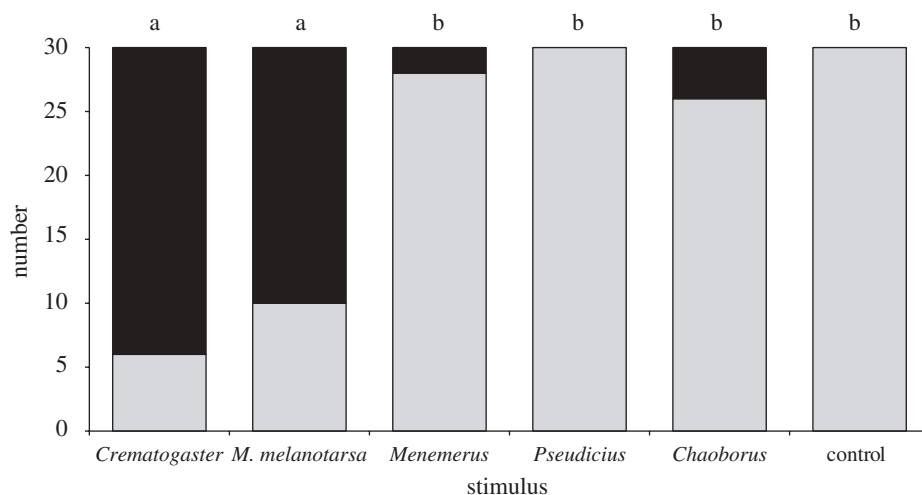 a a b b b b
30
25
20
15
10
5
0
number
Crematogaster M. melanotarsa Menemerus Pseudicius Chaoborus control
stimulus